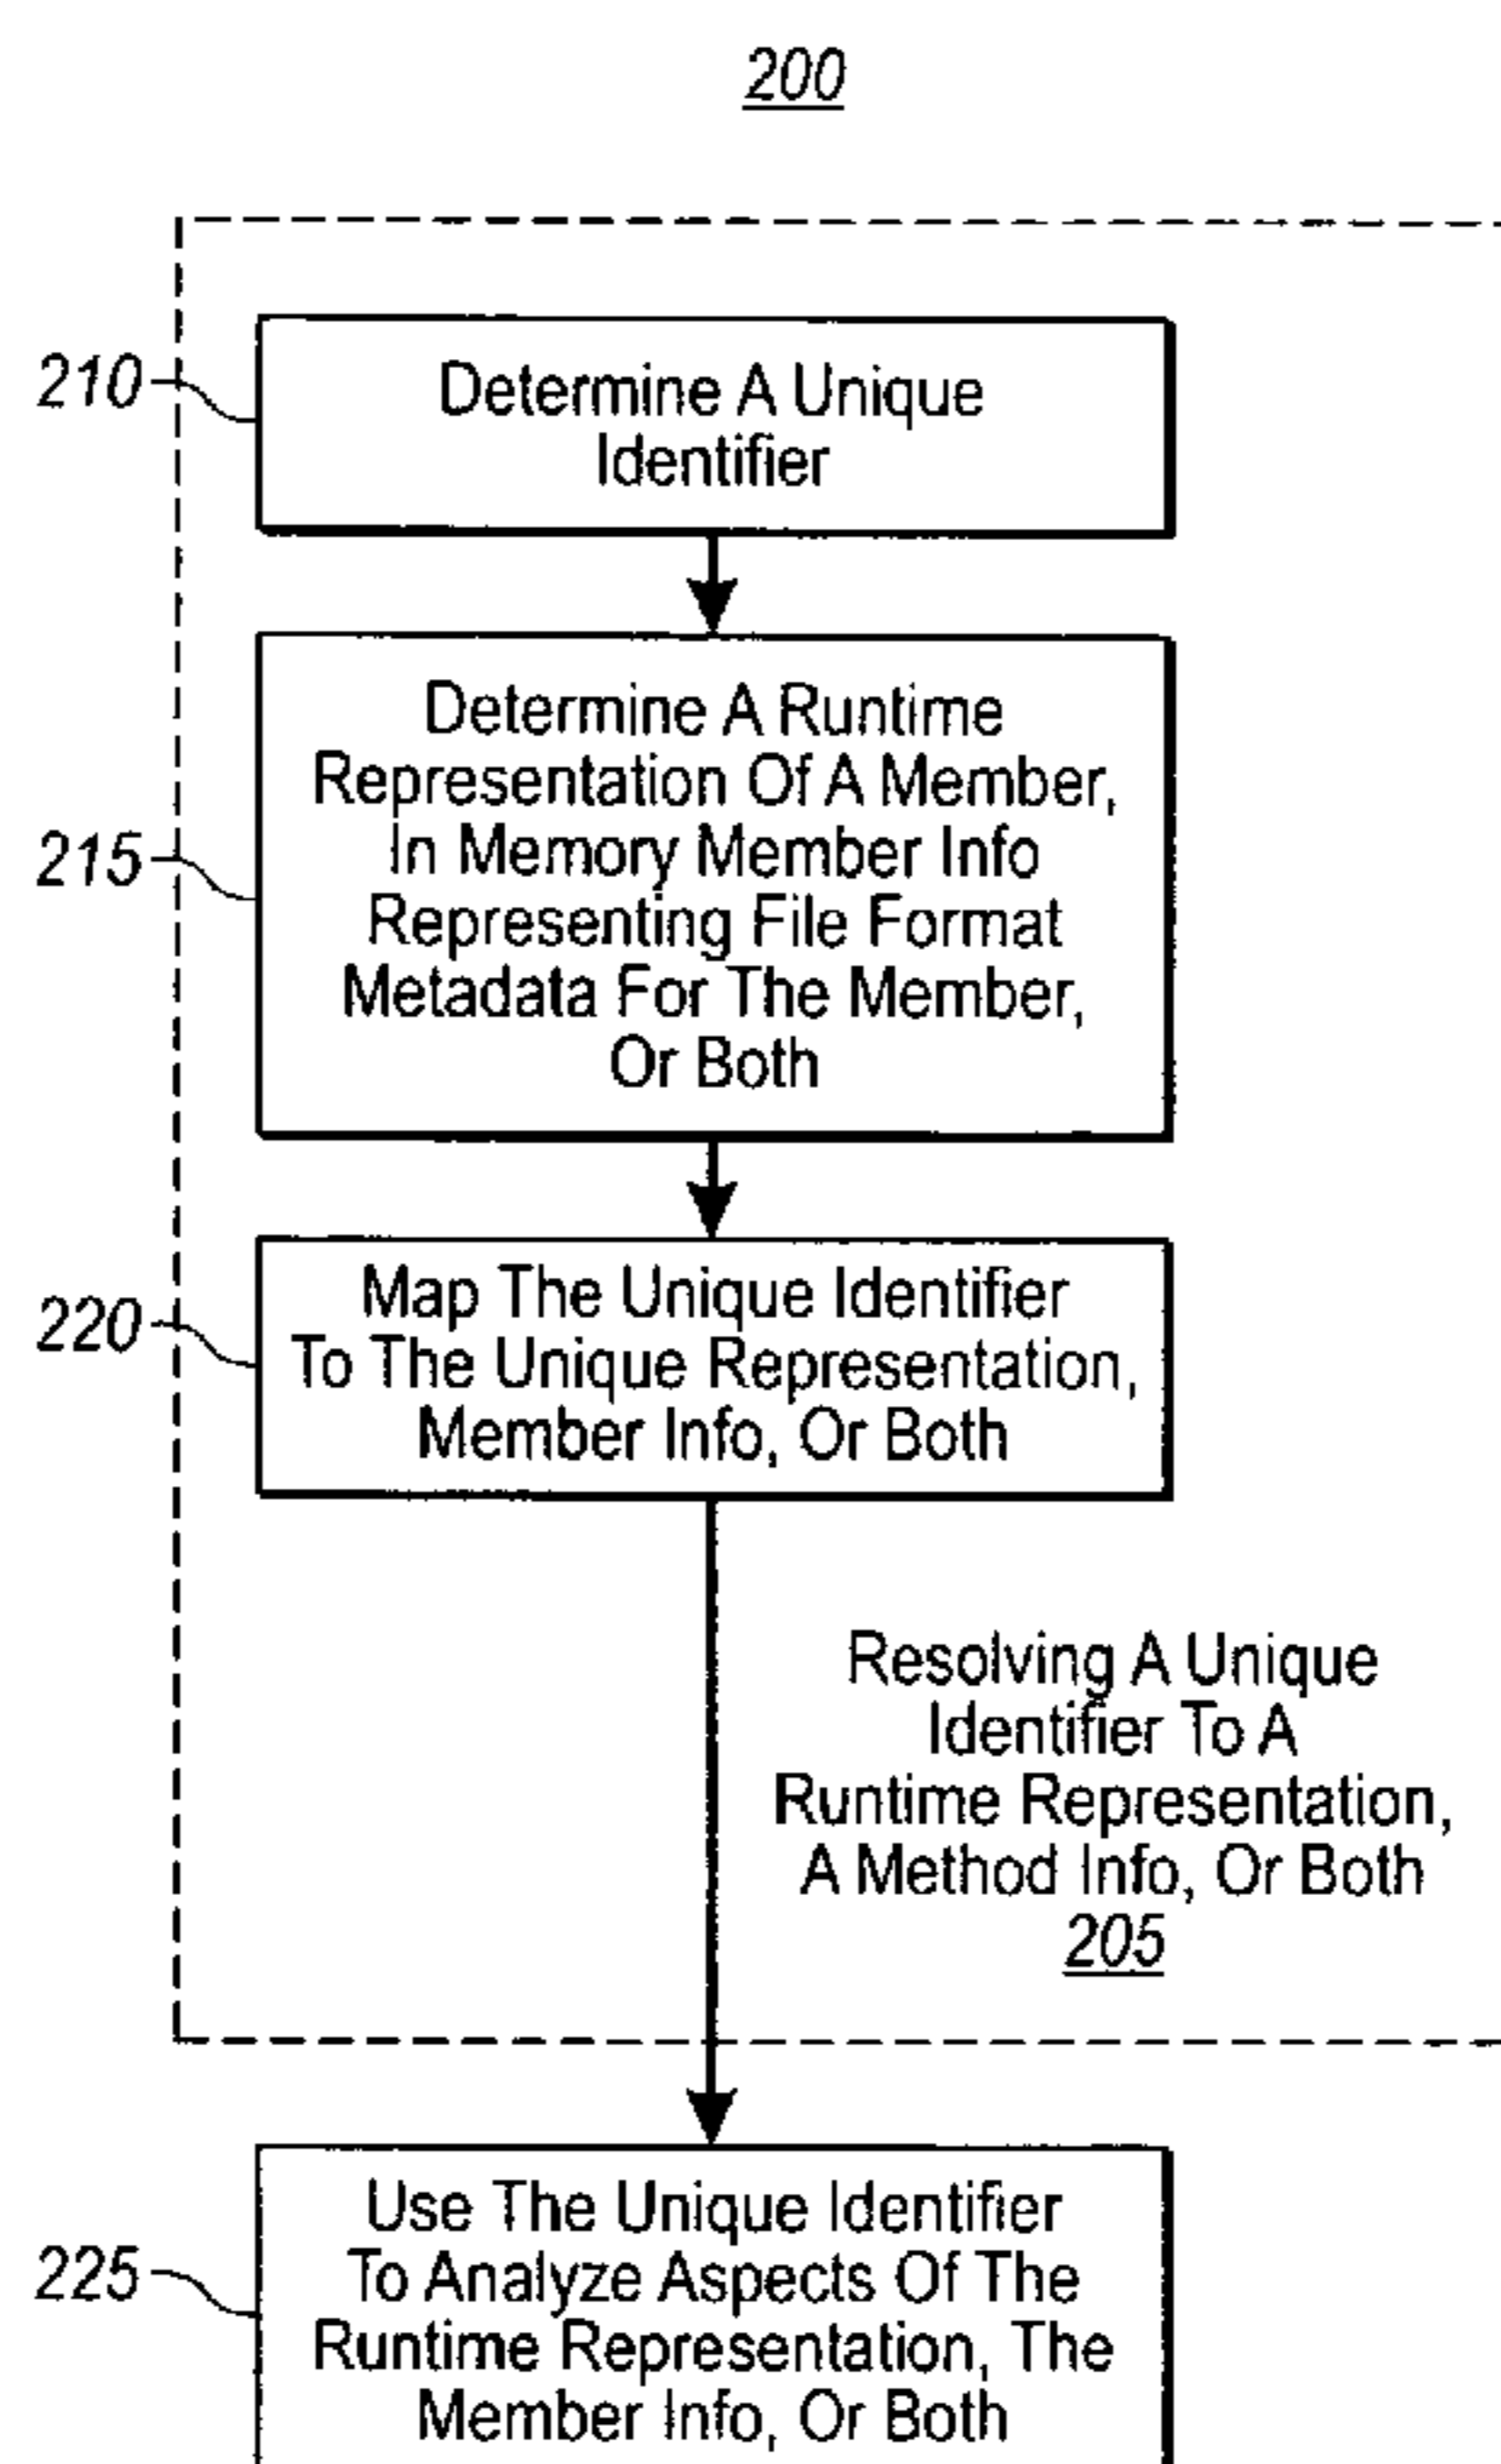 200
210
Determine A Unique
Identifier
215
Determine A Runtime
Representation Of A Member,
In Memory Member Info
Representing File Format
Metadata For The Member,
Or Both
220
Map The Unique Identifier
To The Unique Representation,
Member Info, Or Both
Resolving A Unique
Identifier To A
Runtime Representation,
A Method Info, Or Both
205
225
Use The Unique Identifier
To Analyze Aspects Of The
Runtime Representation, The
Member Info, Or Both